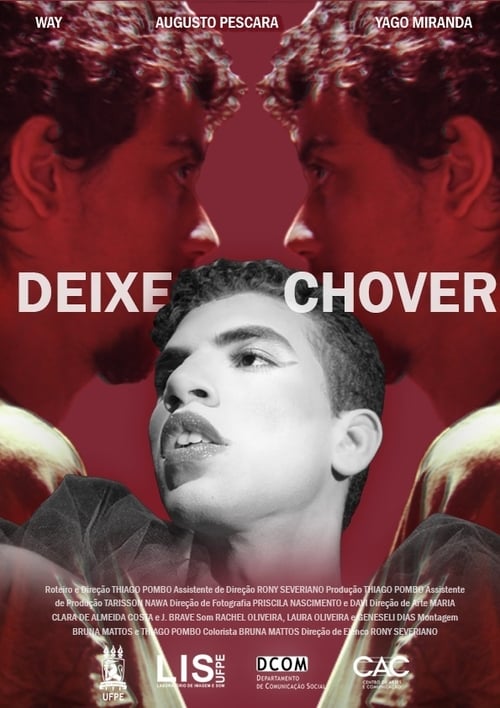 WAY AUGUSTO PESCARA YAGO MIRANDA
DEIXE CHOVER
Roteiro e Direção THIAGO POMBO Assistente de Direção RONY SEVERIANO Produção THIAGO POMBO Assistente
de Produção TARISSON NAWA Direção de Fotografia PRISCILA NASCIMENTO e DAVI Direção de Arte MARIA
CLARA DE ALMEIDA COSTA e J. BRAVE Som RACHEL OLIVEIRA, LAURA OLIVEIRA e GENESELI DIAS Montagem
BRUNA MATTOS e THIAGO POMBO Colorista BRUNA MATTOS Direção de Elenco RONY SEVERIANO
UFPE
LIS UFPE
LABORATÓRIO DE IMAGEM E SOM
DCOM
DEPARTAMENTO
DE COMUNICAÇÃO SOCIAL
CAC
CENTRO DE ARTES
E COMUNICAÇÃO